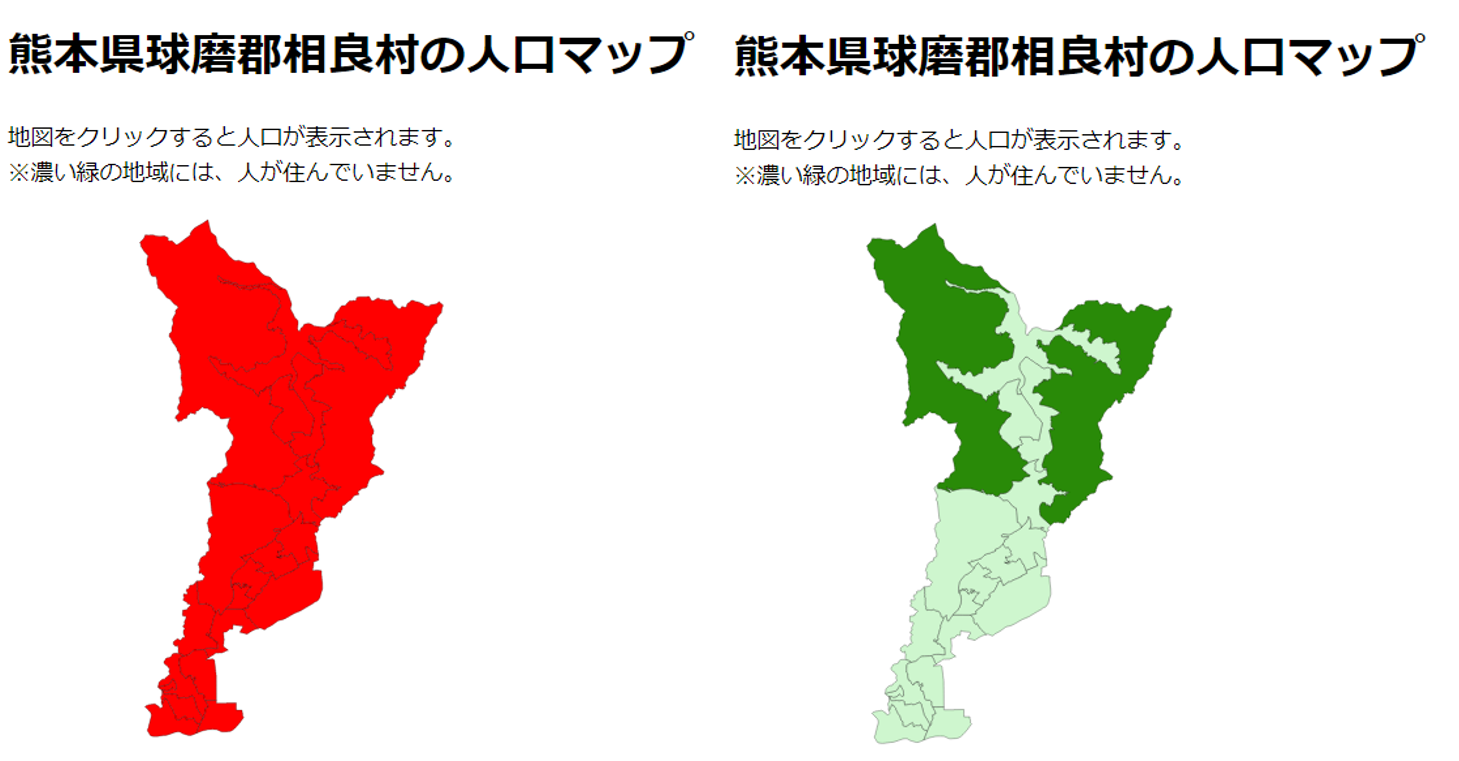 熊本県球磨郡相良村の人口マップ
地図をクリックすると人口が表示されます。
※濃い緑の地域には、人が住んでいません。
熊本県球磨郡相良村の人口マップ
地図をクリックすると人口が表示されます。
※濃い緑の地域には、人が住んでいません。